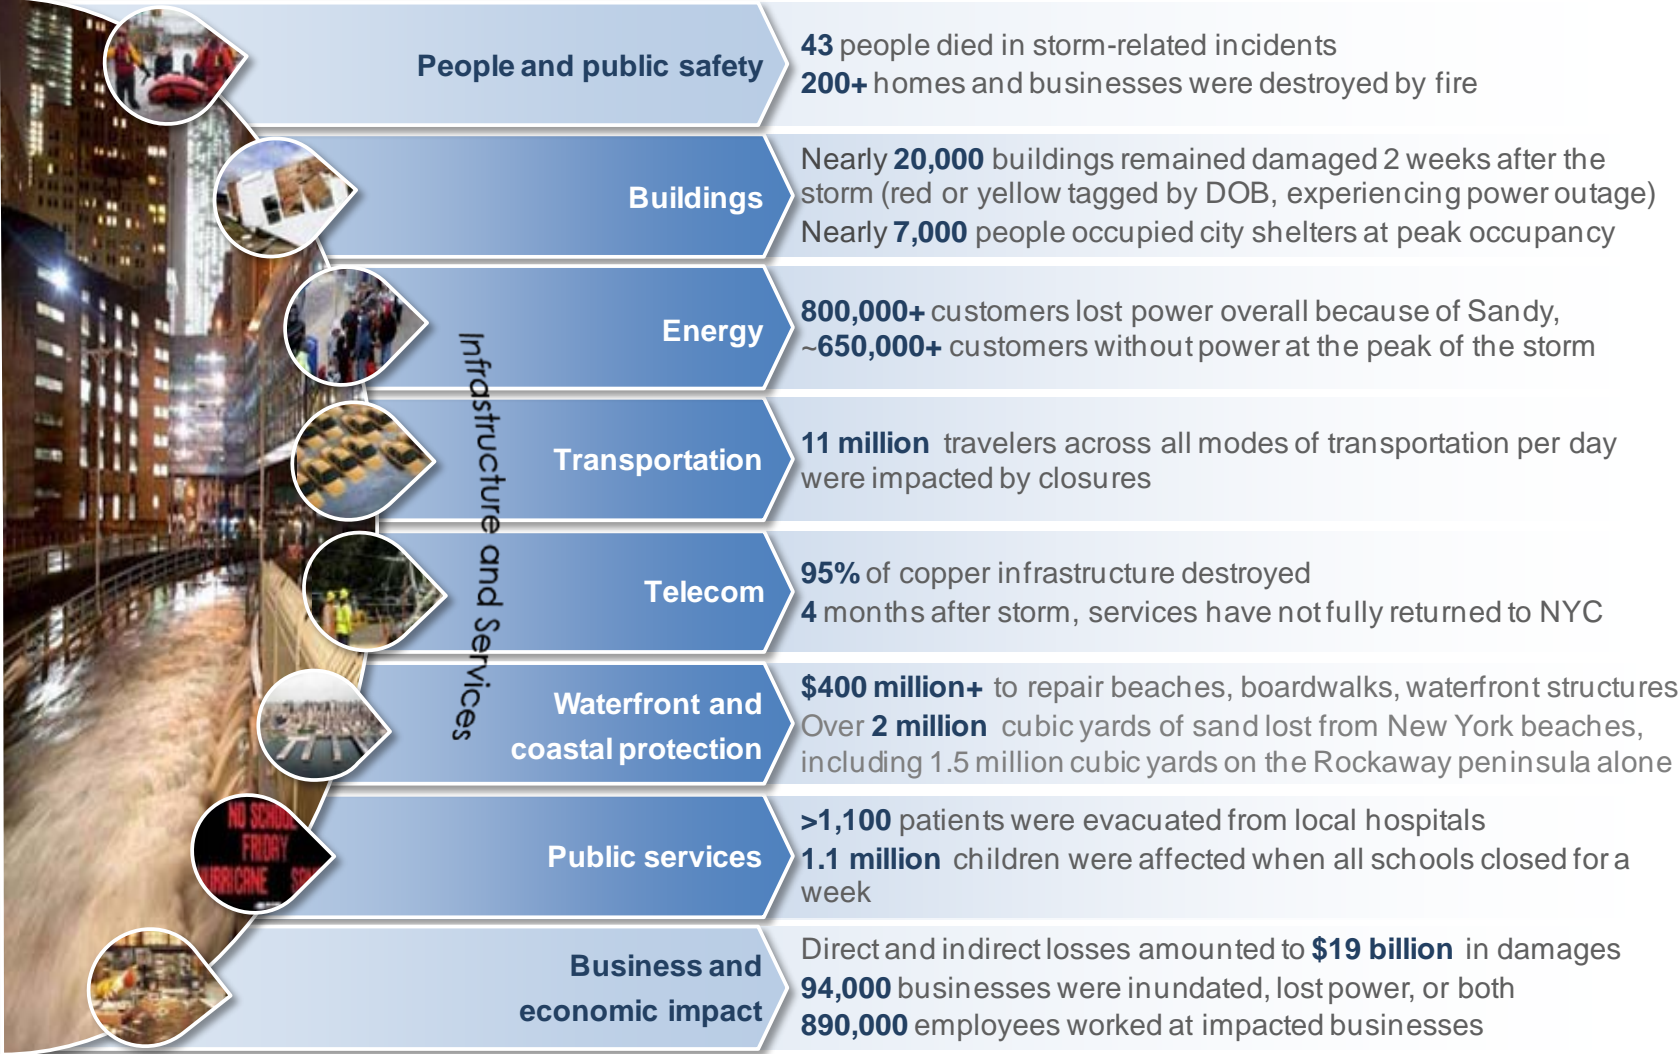 People and public safety
43 people died in storm-related incidents
200+ homes and businesses were destroyed by fire
Buildings
Nearly 20,000 buildings remained damaged 2 weeks after the
storm (red or yellow tagged by DOB, experiencing power outage)
Nearly 7,000 people occupied city shelters at peak occupancy
Infrastructure and Services
Energy
800,000+ customers lost power overall because of Sandy,
~650,000+ customers without power at the peak of the storm
Transportation
11 million travelers across all modes of transportation per day
were impacted by closures
Telecom
95% of copper infrastructure destroyed
4 months after storm, services have not fully returned to NYC
Waterfront and
coastal protection
$400 million+ to repair beaches, boardwalks, waterfront structures
Over 2 million cubic yards of sand lost from New York beaches,
including 1.5 million cubic yards on the Rockaway peninsula alone
NO SCHOOL
FRIDAY
URRICANE SAN
Public services
>1,100 patients were evacuated from local hospitals
1.1 million children were affected when all schools closed for a
week
Business and
economic impact
Direct and indirect losses amounted to $19 billion in damages
94,000 businesses were inundated, lost power, or both
890,000 employees worked at impacted businesses